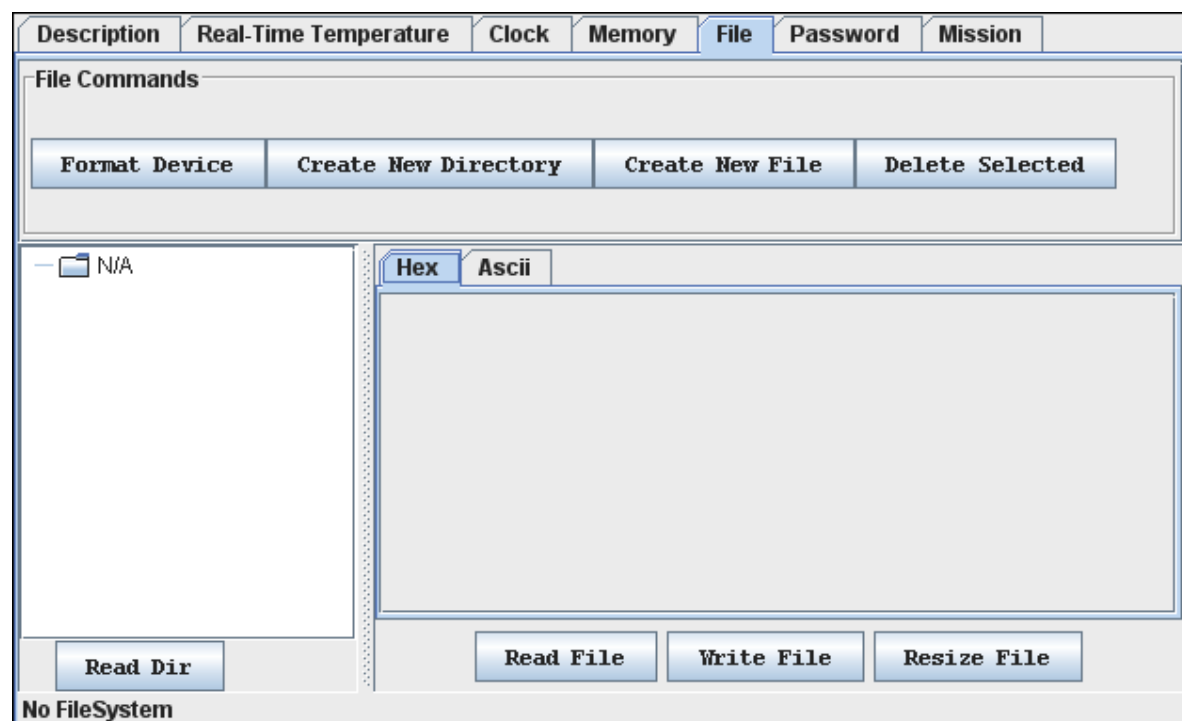 Description Real-Time Temperature Clock Memory File Password Mission
File Commands
Format Device Create New Directory Create New File Delete Selected
N/A
Hex Ascii
Read Dir
Read File Write File Resize File
No FileSystem